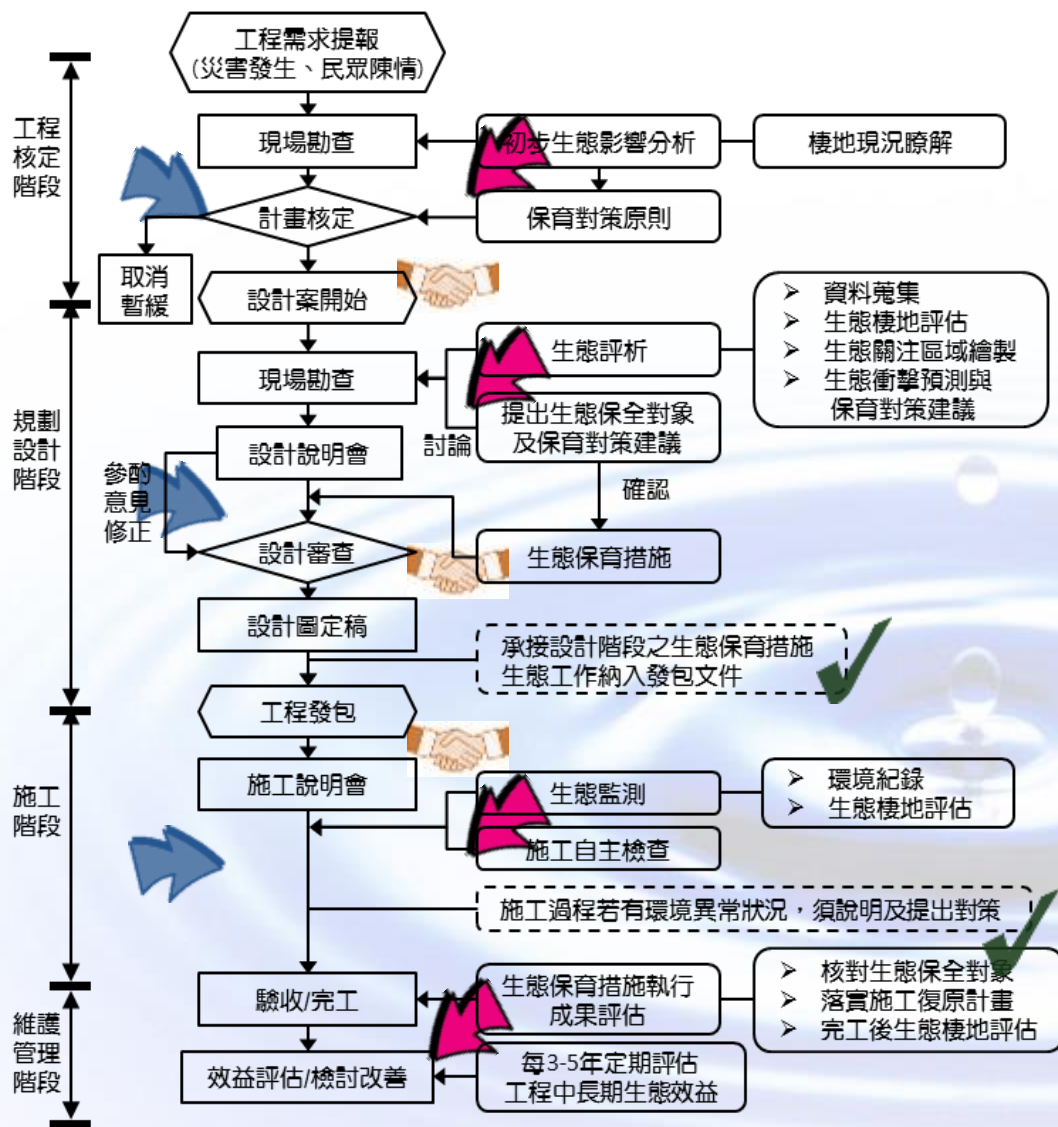 工程需求提報
(災害發生、民眾陳情)
工程
核定
階段
現場勘查
初步生態影響分析
棲地現況瞭解
計畫核定
保育對策原則
取消
暫緩
設計案開始
規劃
設計
階段
現場勘查
生態評析
➢ 資料蒐集
➢ 生態棲地評估
➢ 生態關注區域繪製
➢ 生態衝擊預測與
保育對策建議
討論
提出生態保全對象
及保育對策建議
設計說明會
參酌
意見
修正
確認
設計審查
生態保育措施
設計圖定稿
承接設計階段之生態保育措施
生態工作納入發包文件
工程發包
施工
階段
施工說明會
生態監測
➢ 環境紀錄
➢ 生態棲地評估
施工自主檢查
施工過程若有環境異常狀況，須說明及提出對策
維護
管理
階段
驗收/完工
生態保育措施執行
成果評估
➢ 核對生態保全對象
➢ 落實施工復原計畫
➢ 完工後生態棲地評估
效益評估/檢討改善
每3-5年定期評估
工程中長期生態效益